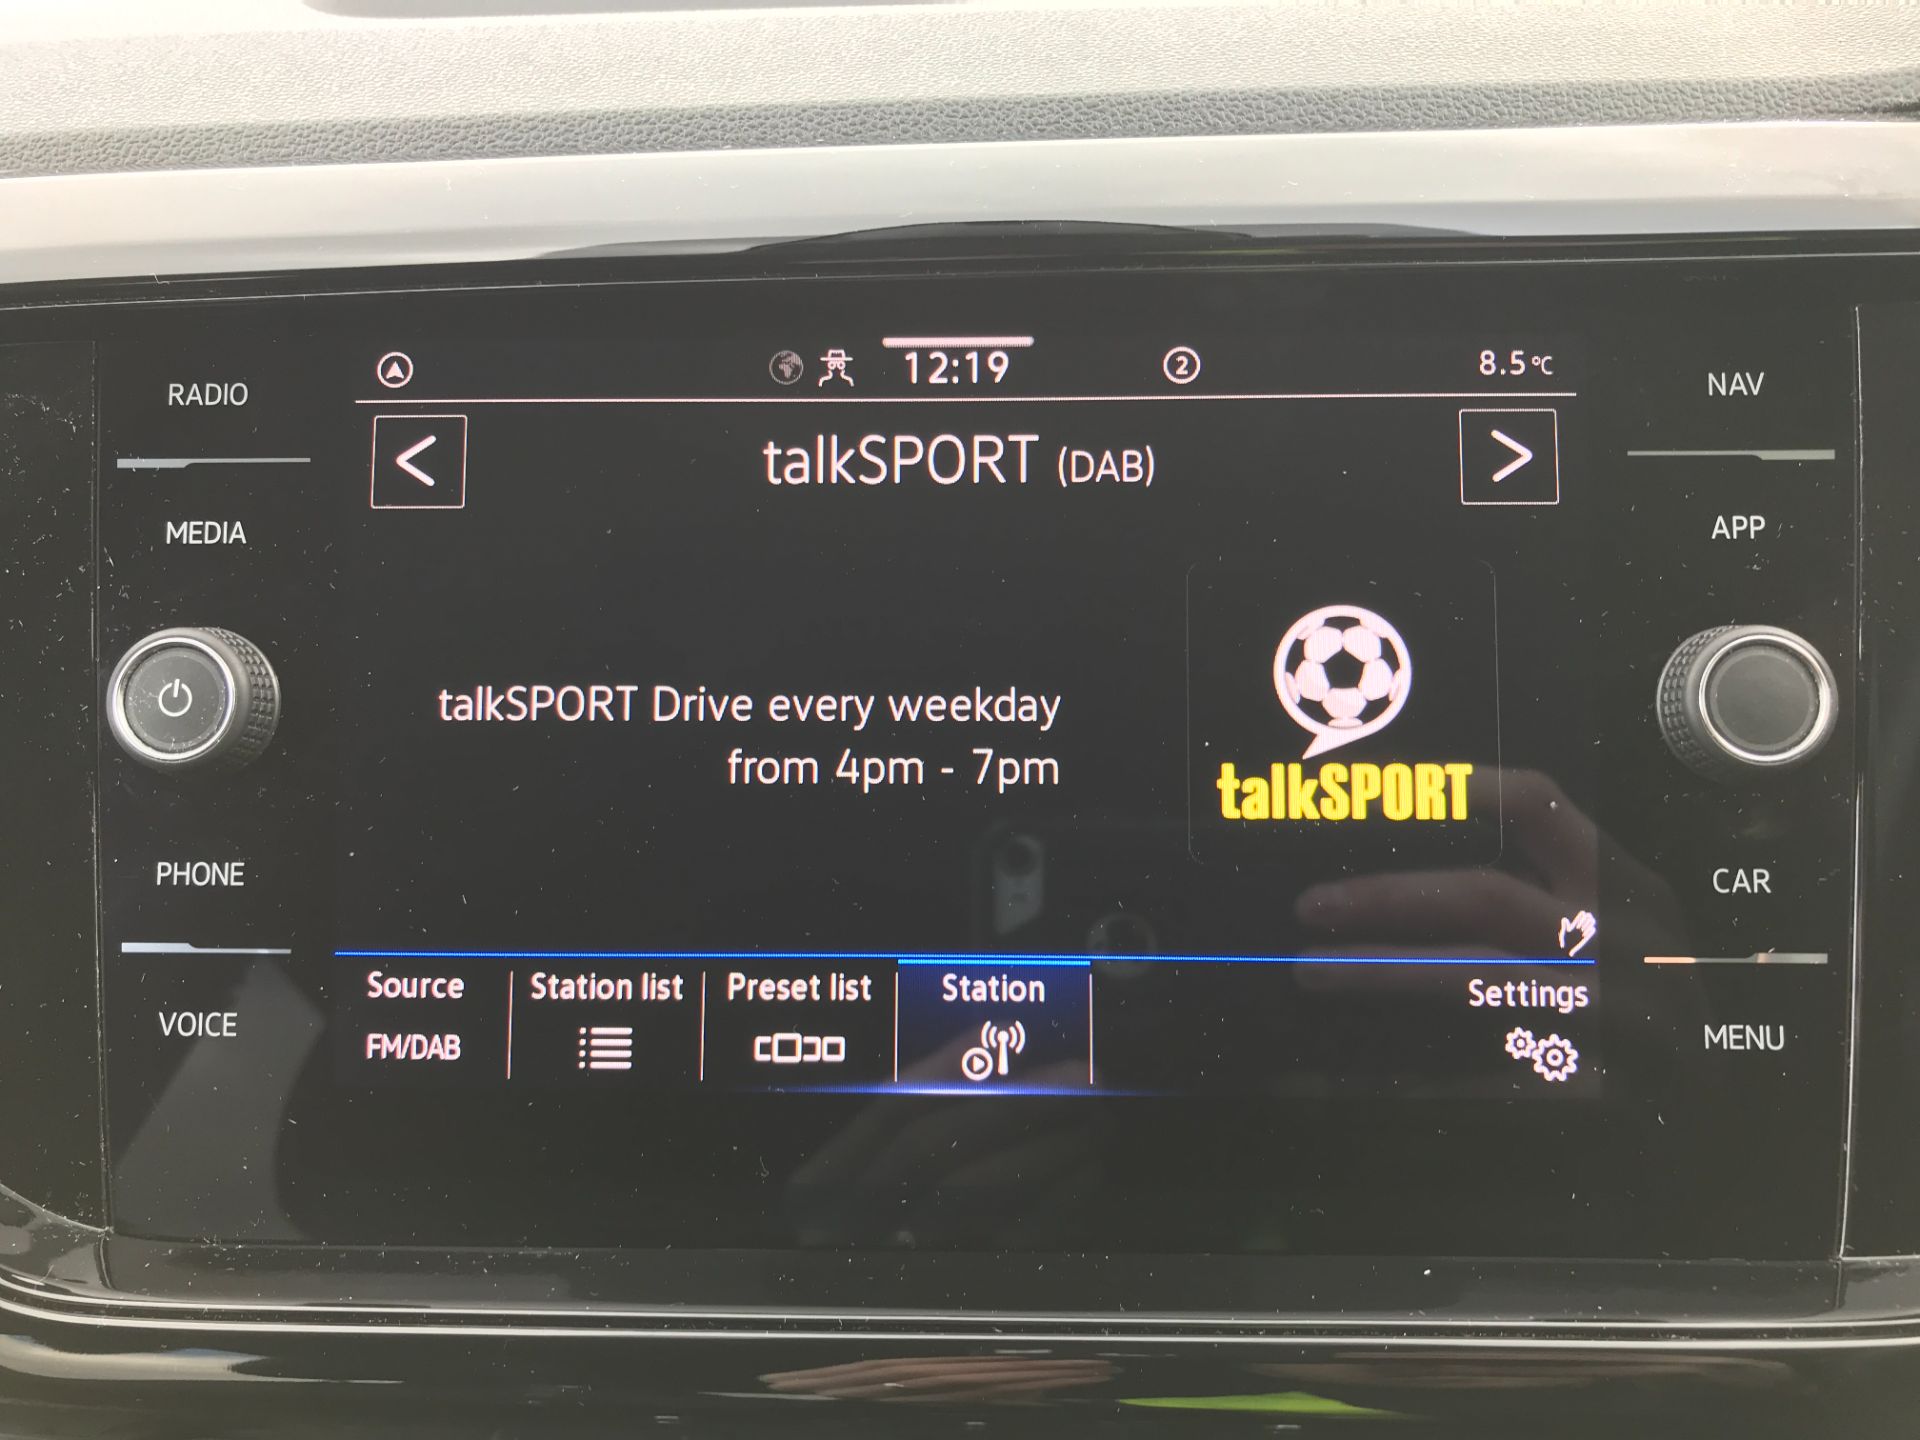 12:19
2
8.5°C
RADIO
NAV
< talkSPORT (DAB) >
MEDIA
APP
talkSPORT Drive every weekday
from 4pm - 7pm
talkSPORT
PHONE
CAR
Source
FM/DAB
Station list
Preset list
Station
Settings
VOICE
MENU